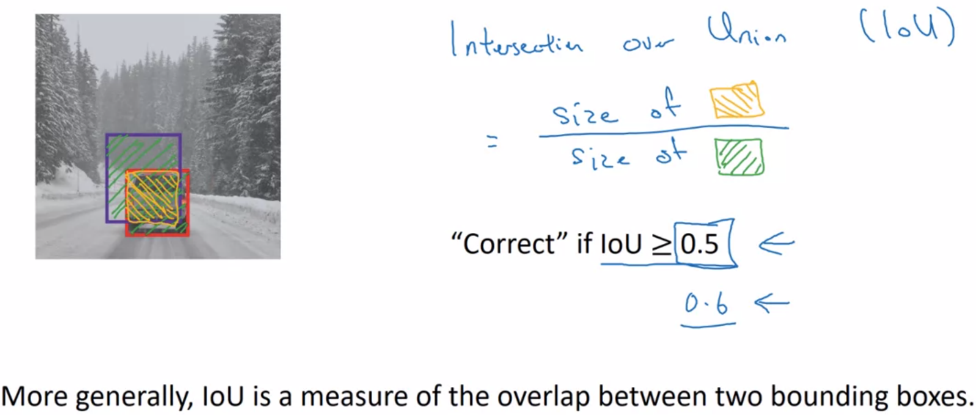 Intersection over Union (IoU)
size of
=
size of
“Correct” if IoU ≥ 0.5 ←
0.6 ←
More generally, IoU is a measure of the overlap between two bounding boxes.